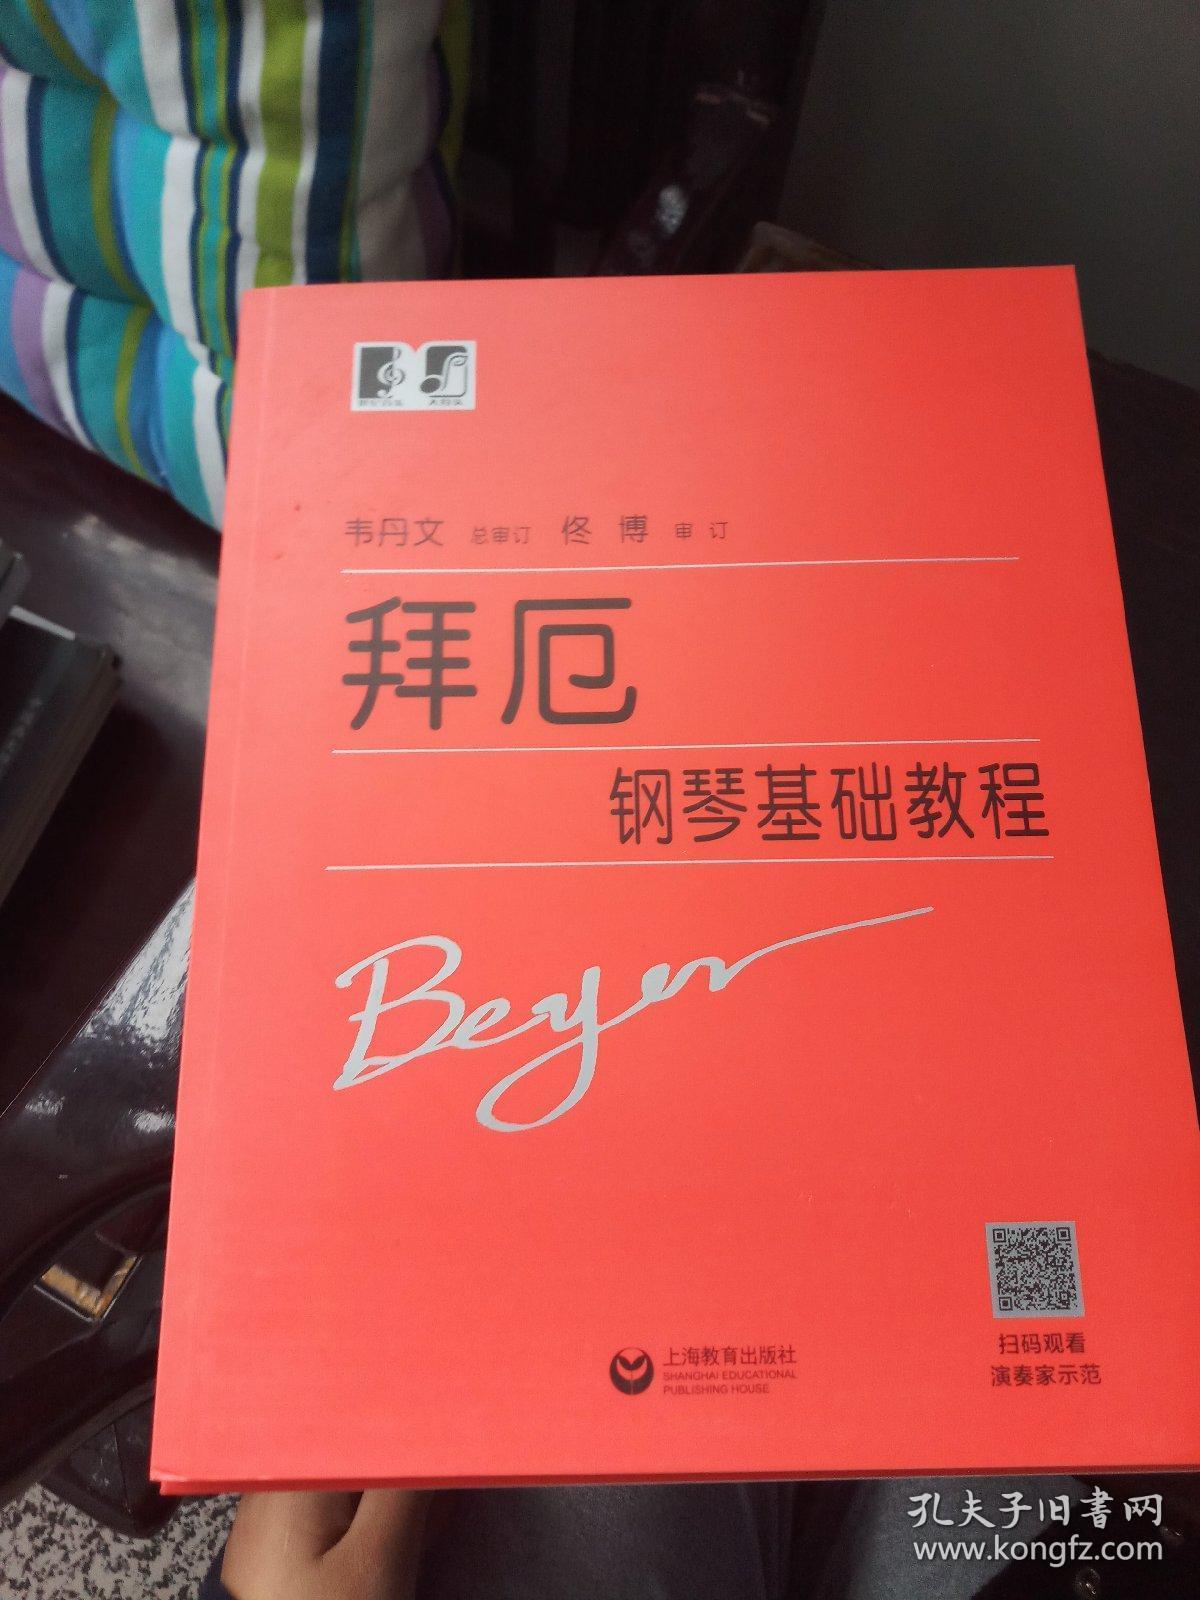 韦丹文 总审订 佟 博 审 订
拜厄
钢琴基础教程
Beyer
扫码观看
演奏家示范
上海教育出版社
SHANGHAI EDUCATIONAL
PUBLISHING HOUSE
孔夫子旧書网
www.kongfz.com